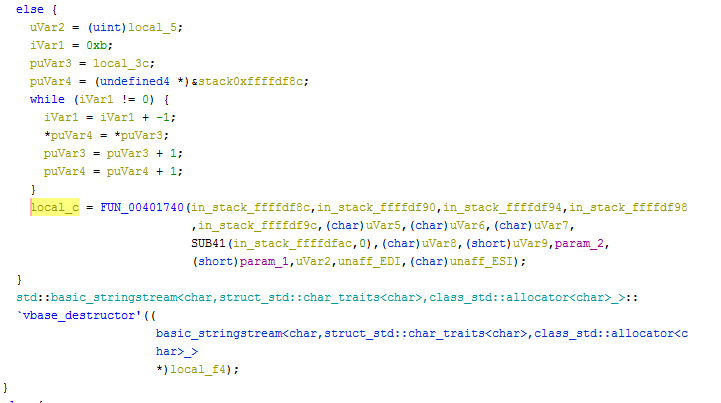 else {
uVar2 = (uint)local_5;
iVar1 = 0xb;
puVar3 = local_3c;
puVar4 = (undefined4 *)&stack0xffffdf8c;
while (iVar1 != 0) {
iVar1 = iVar1 + -1;
*puVar4 = *puVar3;
puVar3 = puVar3 + 1;
puVar4 = puVar4 + 1;
}
local_c = FUN_00401740(in_stack_ffffdf8c,in_stack_ffffdf90,in_stack_ffffdf94,in_stack_ffffdf98
,in_stack_ffffdf9c,(char)uVar5,(char)uVar6,(char)uVar7,
SUB41(in_stack_ffffdfac,0),(char)uVar8,(short)uVar9,param_2,
(short)param_1,uVar2,unaff_EDI,(char)unaff_ESI);
}
std::basic_stringstream<char,struct_std::char_traits<char>,class_std::allocator<char>_>::
`vbase_destructor'((
basic_stringstream<char,struct_std::char_traits<char>,class_std::allocator<c
har>_>
*)local_f4);
}